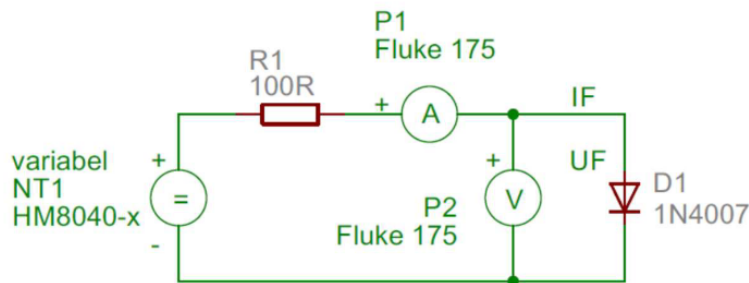 P1
Fluke 175
R1
100R
+
A
IF
variabel
NT1
HM8040-x
+
=
-
+
UF
V
P2
Fluke 175
D1
1N4007